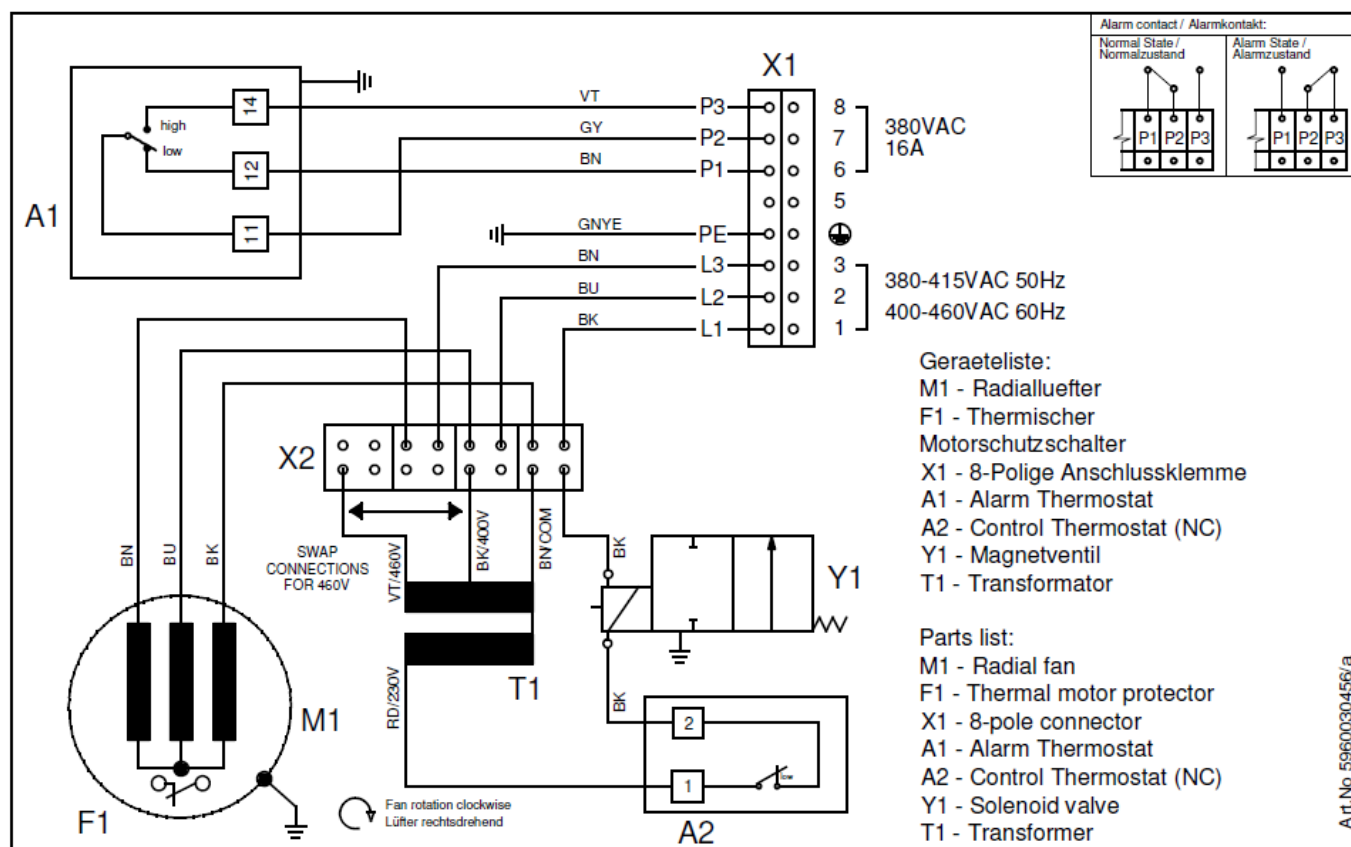 Alarm contact / Alarmkontakt:
Normal State /
Normalzustand
Alarm State /
Alarmzustand
P1 P2 P3
P1 P2 P3
X1
A1
14
high
low
12
11
VT
GY
BN
GNYE
BN
BU
BK
P3
P2
P1
PE
L3
L2
L1
8
7
6
5
3
2
1
380VAC
16A
380-415VAC 50Hz
400-460VAC 60Hz
X2
BN
BU
BK
SWAP
CONNECTIONS
FOR 460V
VT/460V
BK/400V
BN/COM
RD/230V
T1
BK
BK
Y1
M1
F1
Fan rotation clockwise
Lüfter rechtsdrehend
2
1
low
A2
Geraeteliste:
M1 - Radialluefter
F1 - Thermischer
Motorschutzschalter
X1 - 8-Polige Anschlussklemme
A1 - Alarm Thermostat
A2 - Control Thermostat (NC)
Y1 - Magnetventil
T1 - Transformator
Parts list:
M1 - Radial fan
F1 - Thermal motor protector
X1 - 8-pole connector
A1 - Alarm Thermostat
A2 - Control Thermostat (NC)
Y1 - Solenoid valve
T1 - Transformer
Art.No 59600030456/a